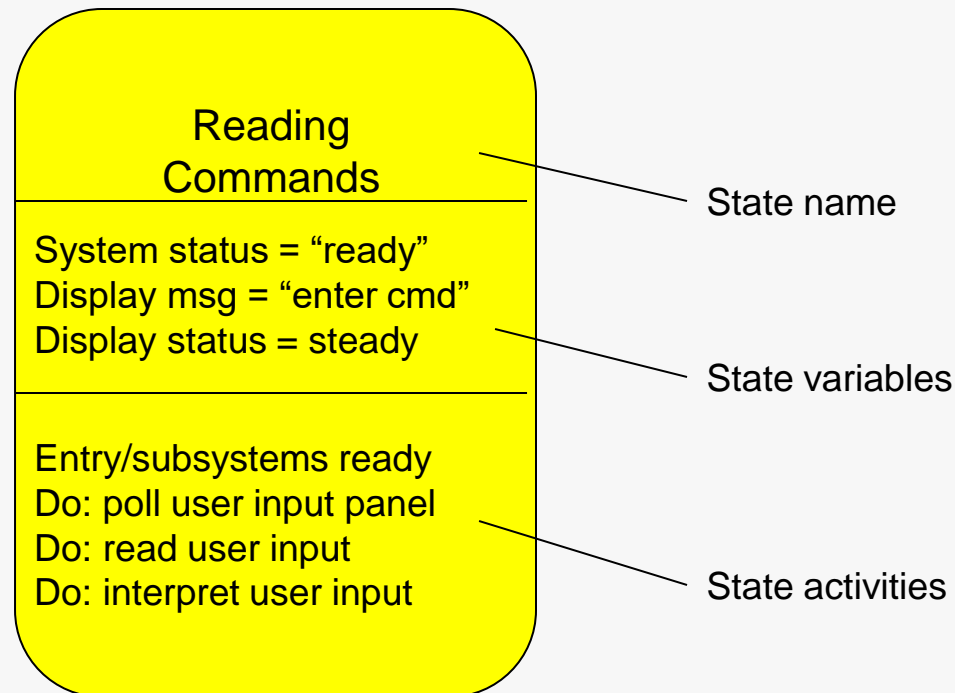 Reading
Commands
State name
System status = “ready”
Display msg = “enter cmd”
Display status = steady
State variables
Entry/subsystems ready
Do: poll user input panel
Do: read user input
Do: interpret user input
State activities